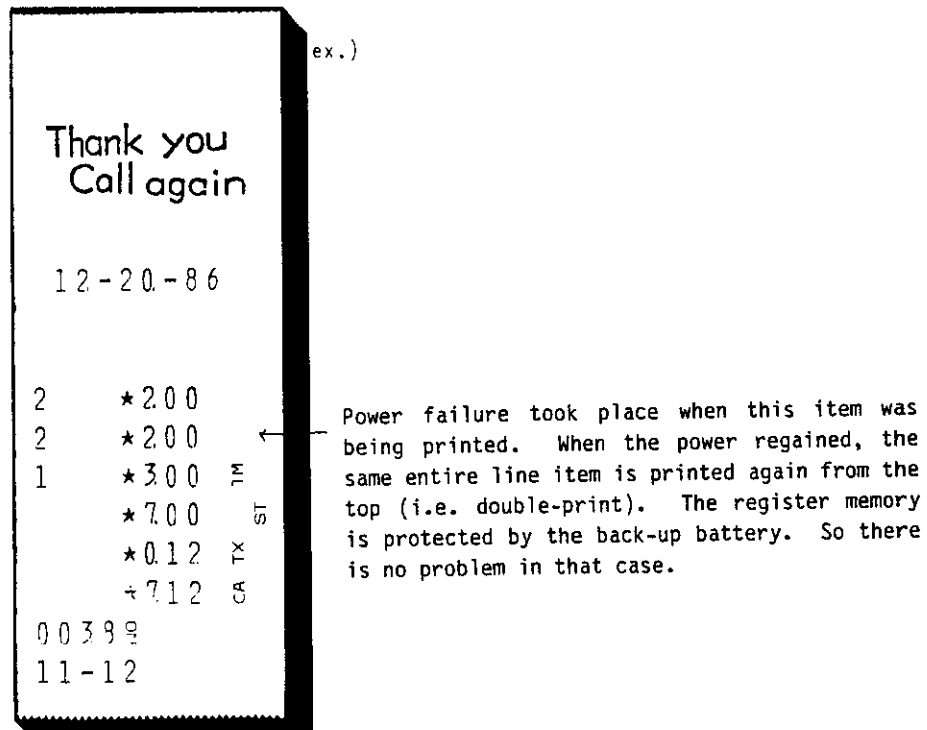 ex.)
Thank you
Call again
12-20-86
2 *2.00
2 *2.00
1 *3.00 TM
*7.00 ST
*0.12 TX
÷7.12 CA
11-12
Power failure took place when this item was
being printed. When the power regained, the
same entire line item is printed again from the
top (i.e. double-print). The register memory
is protected by the back-up battery. So there
is no problem in that case.